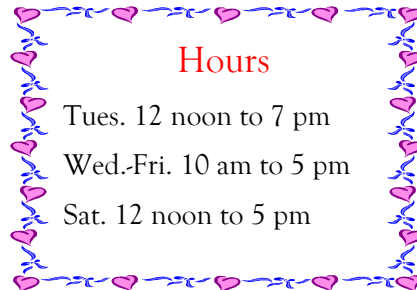 Hours
Tues. 12 noon to 7 pm
Wed.-Fri. 10 am to 5 pm
Sat. 12 noon to 5 pm